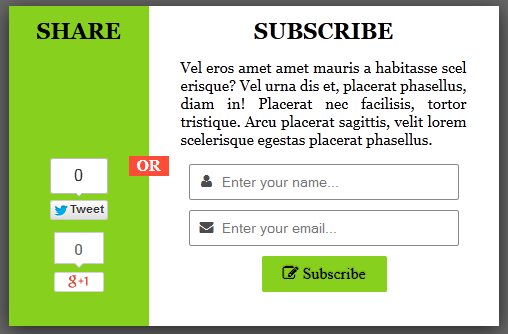 SHARE
0
Tweet
0
g+1
OR
SUBSCRIBE
Vel eros amet amet mauris a habitasse scel
erisque? Vel urna dis et, placerat phasellus,
diam in! Placerat nec facilisis, tortor
tristique. Arcu placerat sagittis, velit lorem
scelerisque egestas placerat phasellus.
Enter your name...
Enter your email...
Subscribe